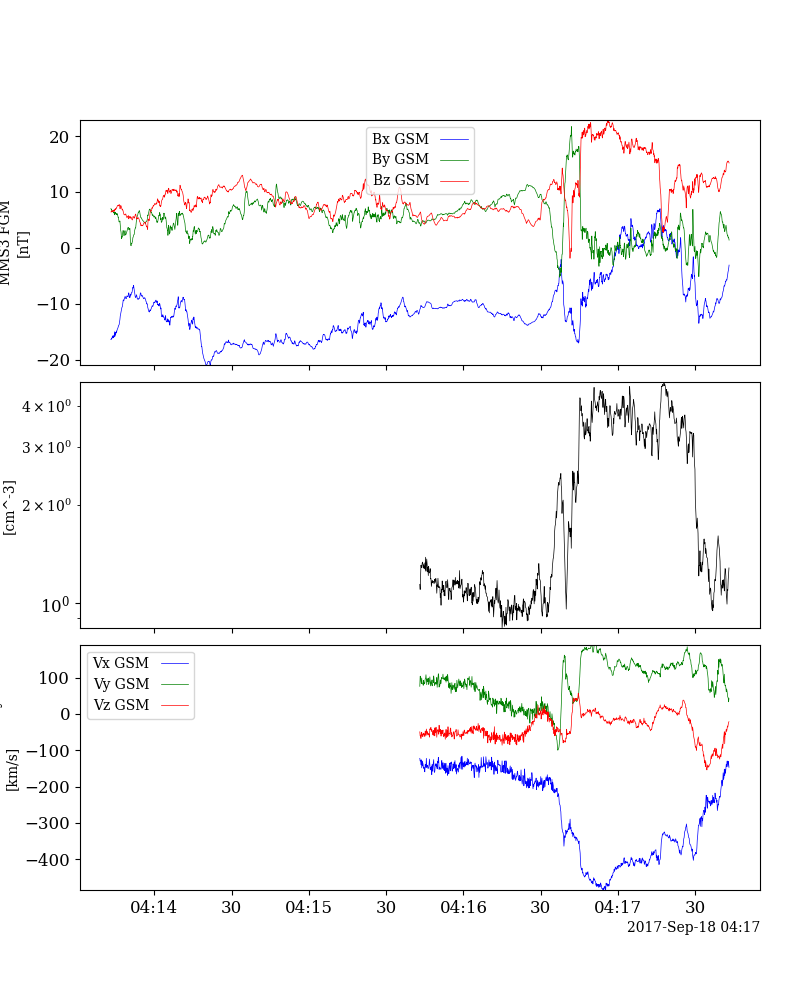 20
10
0
−10
−20
MMS3 FGM
[nT]
Bx GSM
By GSM
Bz GSM
4 × 10⁰
3 × 10⁰
2 × 10⁰
10⁰
[cm^-3]
100
0
−100
−200
−300
−400
[km/s]
Vx GSM
Vy GSM
Vz GSM
04:14 30 04:15 30 04:16 30 04:17 30
2017-Sep-18 04:17